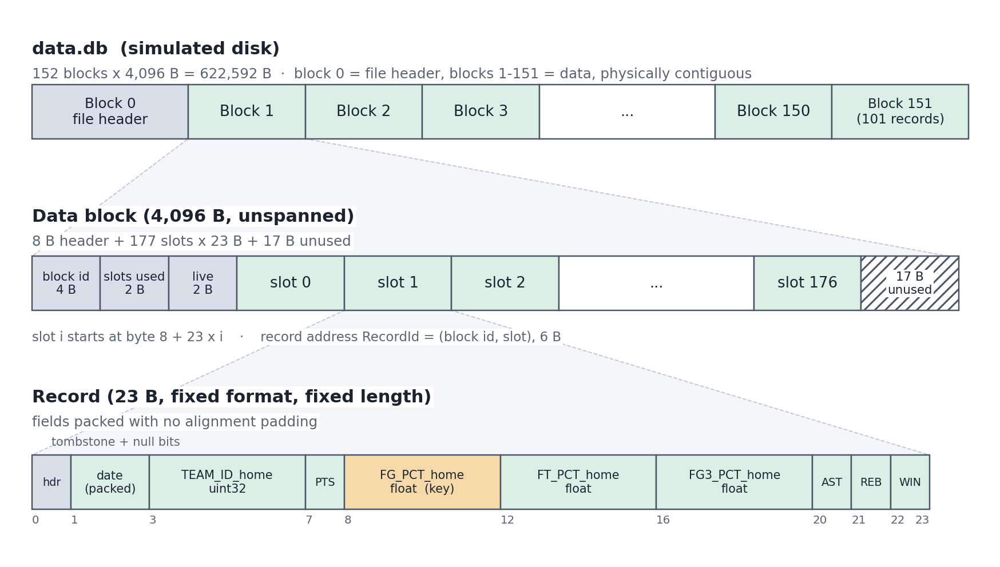 data.db (simulated disk)
152 blocks x 4,096 B = 622,592 B · block 0 = file header, blocks 1-151 = data, physically contiguous
Block 0
file header
Block 1
Block 2
Block 3
...
Block 150
Block 151
(101 records)
Data block (4,096 B, unspanned)
8 B header + 177 slots x 23 B + 17 B unused
block id
4 B
slots used
2 B
live
2 B
slot 0
slot 1
slot 2
...
slot 176
17 B
unused
slot i starts at byte 8 + 23 x i · record address RecordId = (block id, slot), 6 B
Record (23 B, fixed format, fixed length)
fields packed with no alignment padding
tombstone + null bits
hdr
date
(packed)
TEAM_ID_home
uint32
PTS
FG_PCT_home
float (key)
FT_PCT_home
float
FG3_PCT_home
float
AST
REB
WIN
0 1 3 7 8 12 16 20 21 22 23